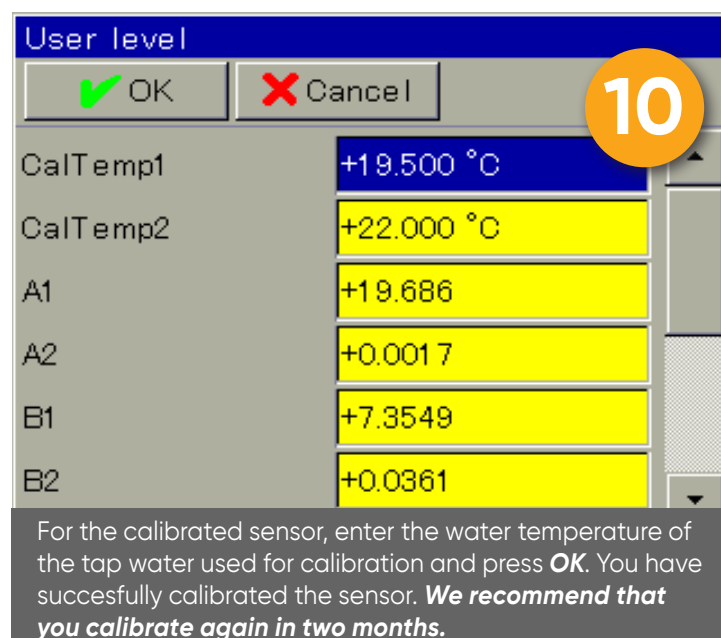 User level
OK Cancel
10
CalTemp1 +19.500 °C
CalTemp2 +22.000 °C
A1 +19.686
A2 +0.0017
B1 +7.3549
B2 +0.0361
For the calibrated sensor, enter the water temperature of
the tap water used for calibration and press OK. You have
succesfully calibrated the sensor. We recommend that
you calibrate again in two months.